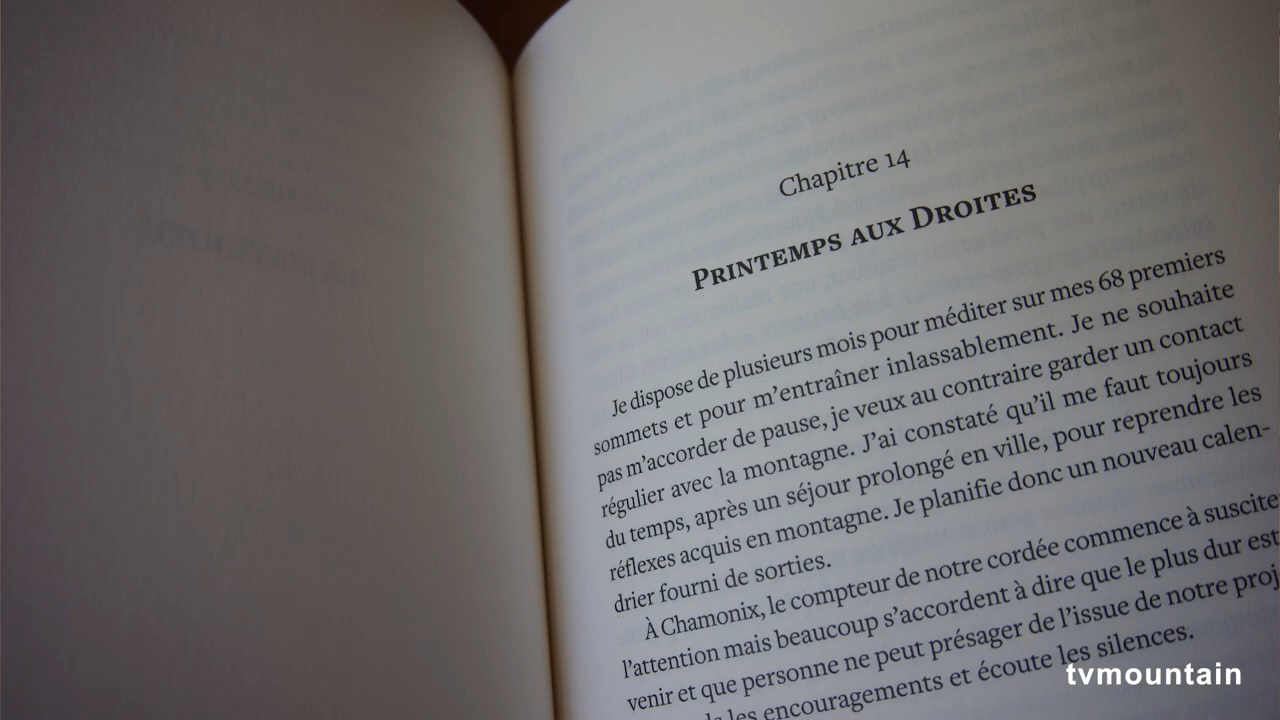 Chapitre 14
Printemps aux Droites
Je dispose de plusieurs mois pour méditer sur mes 68 premiers
sommets et pour m’entraîner inlassablement. Je ne souhaite
pas m’accorder de pause, je veux au contraire garder un contact
régulier avec la montagne. J’ai constaté qu’il me faut toujours
du temps, après un séjour prolongé en ville, pour reprendre les
réflexes acquis en montagne. Je planifie donc un nouveau calen-
drier fourni de sorties.
À Chamonix, le compteur de notre cordée commence à suscite
l’attention mais beaucoup s’accordent à dire que le plus dur est
venir et que personne ne peut présager de l’issue de notre proj
les encouragements et écoute les silences.
tvmountain